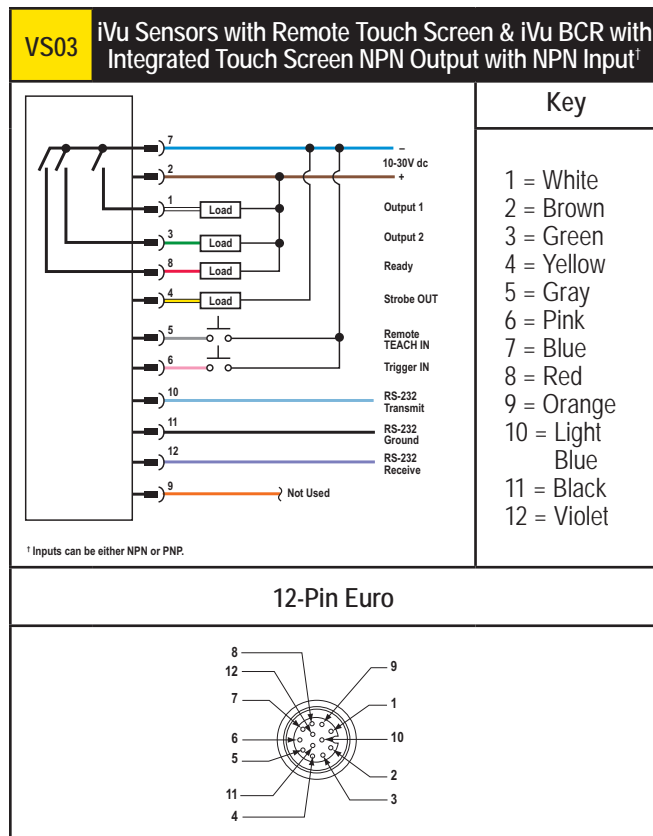 VS03
iVu Sensors with Remote Touch Screen & iVu BCR with
Integrated Touch Screen NPN Output with NPN Input†
7
–
10-30V dc
2
+
1
Load
Output 1
3
Load
Output 2
8
Load
Ready
4
Load
Strobe OUT
5
Remote
TEACH IN
6
Trigger IN
10
RS-232
Transmit
11
RS-232
Ground
12
RS-232
Receive
9
Not Used
† Inputs can be either NPN or PNP.
Key
1 = White
2 = Brown
3 = Green
4 = Yellow
5 = Gray
6 = Pink
7 = Blue
8 = Red
9 = Orange
10 = Light
Blue
11 = Black
12 = Violet
12-Pin Euro
8
12
7
6
5
11
4
9
1
10
2
3